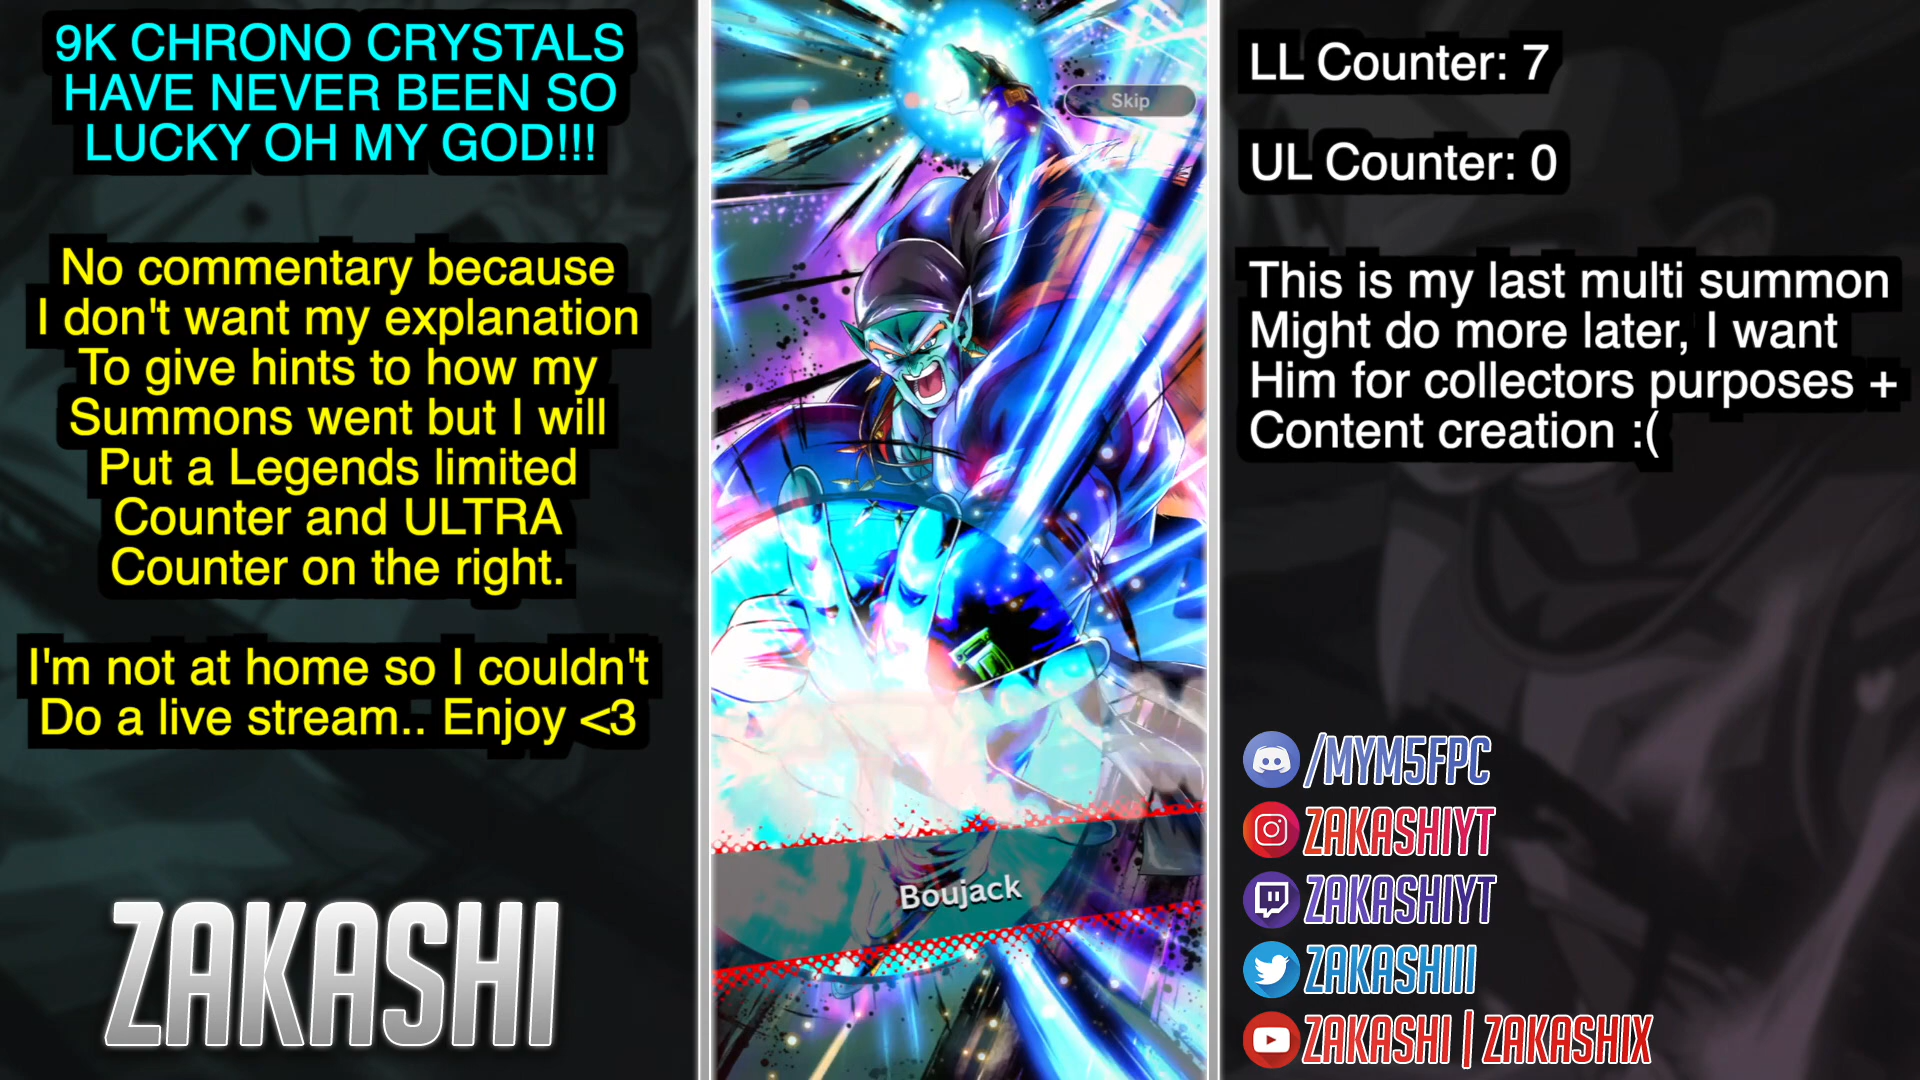 9K CHRONO CRYSTALS
HAVE NEVER BEEN SO
LUCKY OH MY GOD!!!
No commentary because
I don't want my explanation
To give hints to how my
Summons went but I will
Put a Legends limited
Counter and ULTRA
Counter on the right.
I'm not at home so I couldn't
Do a live stream.. Enjoy <3
ZAKASHI
Skip
Boujack
LL Counter: 7
UL Counter: 0
This is my last multi summon
Might do more later, I want
Him for collectors purposes +
Content creation :(
/MYM5FPC
ZAKASHIYT
ZAKASHIYT
ZAKASHIII
ZAKASHI | ZAKASHIX